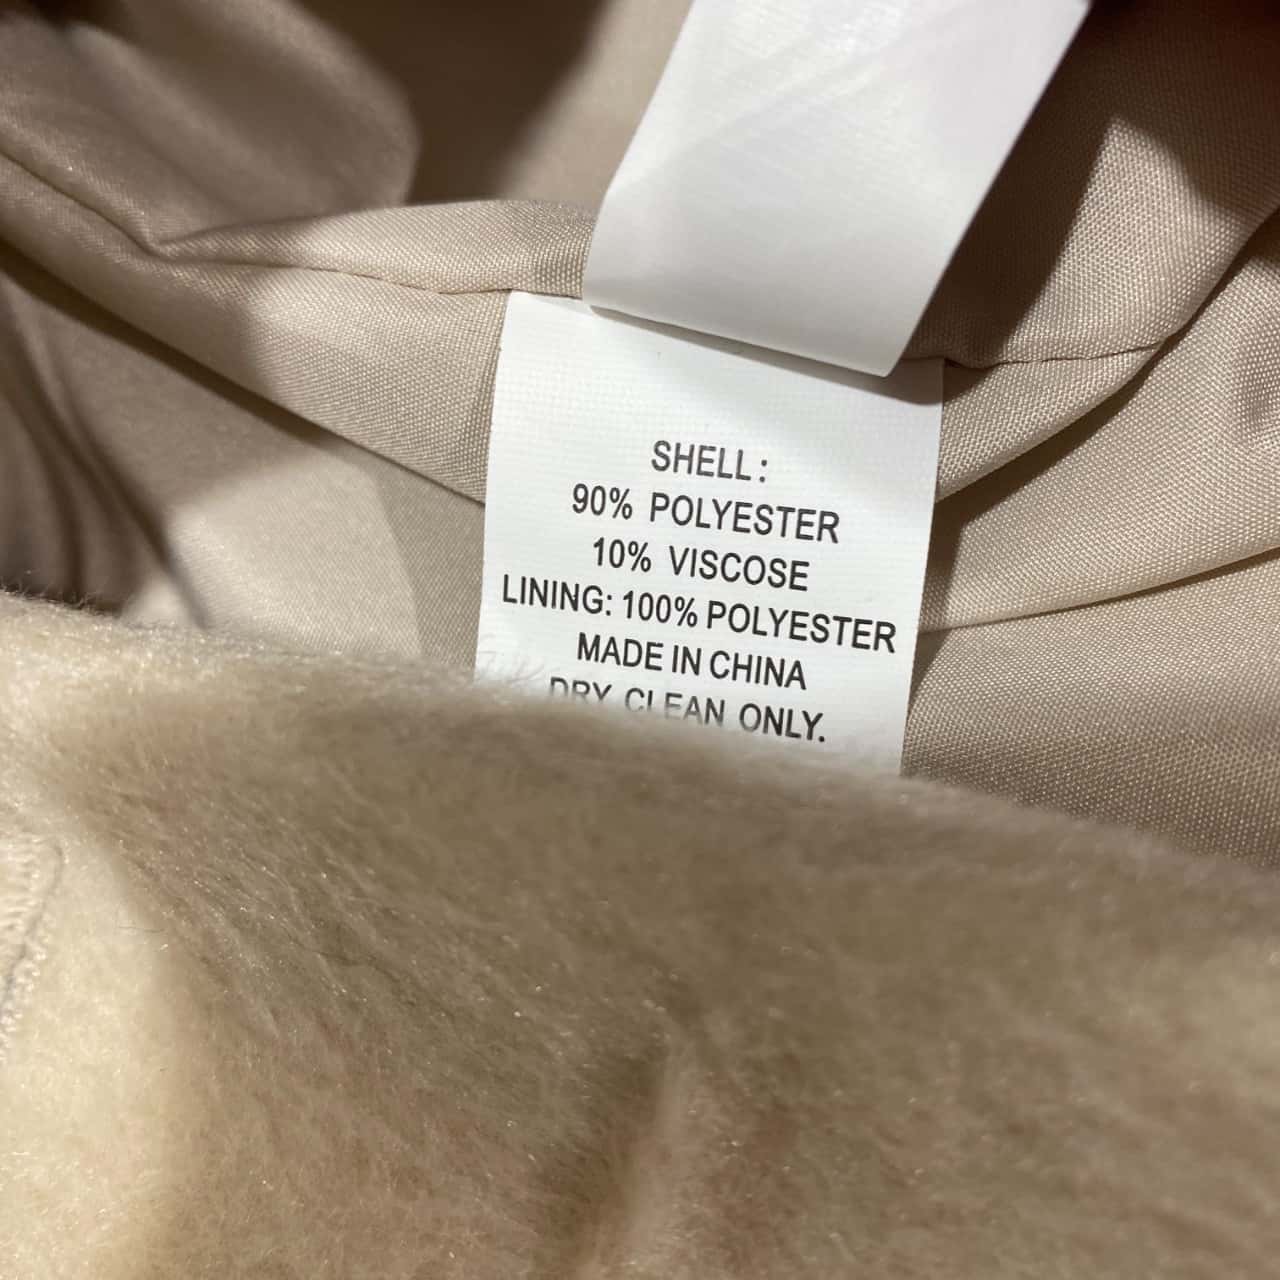 SHELL:
90% POLYESTER
10% VISCOSE
LINING: 100% POLYESTER
MADE IN CHINA
DRY CLEAN ONLY.